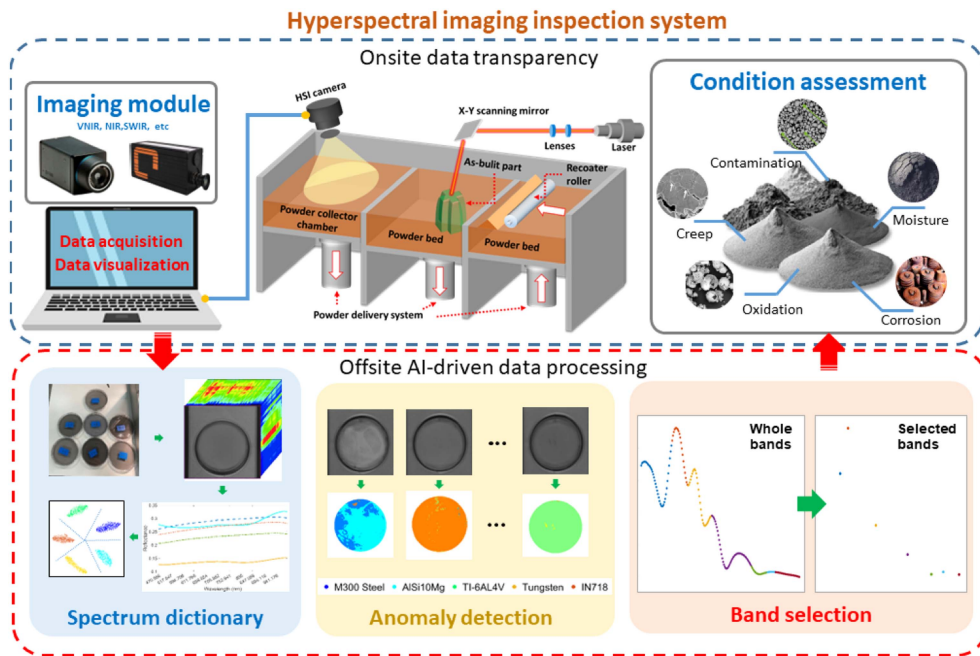 Hyperspectral imaging inspection system
Onsite data transparency
Imaging module
VNIR, NIR,SWIR, etc
Data acquisition
Data visualization
HSI camera
X-Y scanning mirror
Lenses
Laser
As-bulit part
Recoater
roller
Powder collector
chamber
Powder bed
Powder bed
Powder delivery system
Condition assessment
Contamination
Creep
Moisture
Oxidation
Corrosion
Offsite AI-driven data processing
Reflectance
Wavelength (nm)
Spectrum dictionary
...
...
M300 Steel
AlSi10Mg
TI-6AL4V
Tungsten
IN718
Anomaly detection
Whole
bands
Selected
bands
Band selection